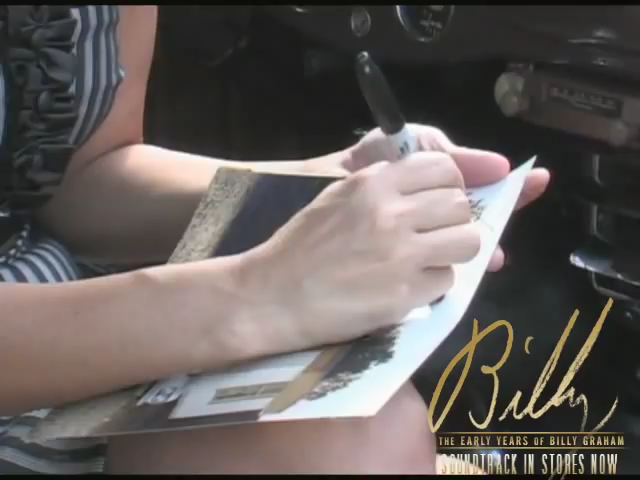 Billy
THE EARLY YEARS OF BILLY GRAHAM
SOUNDTRACK IN STORES NOW